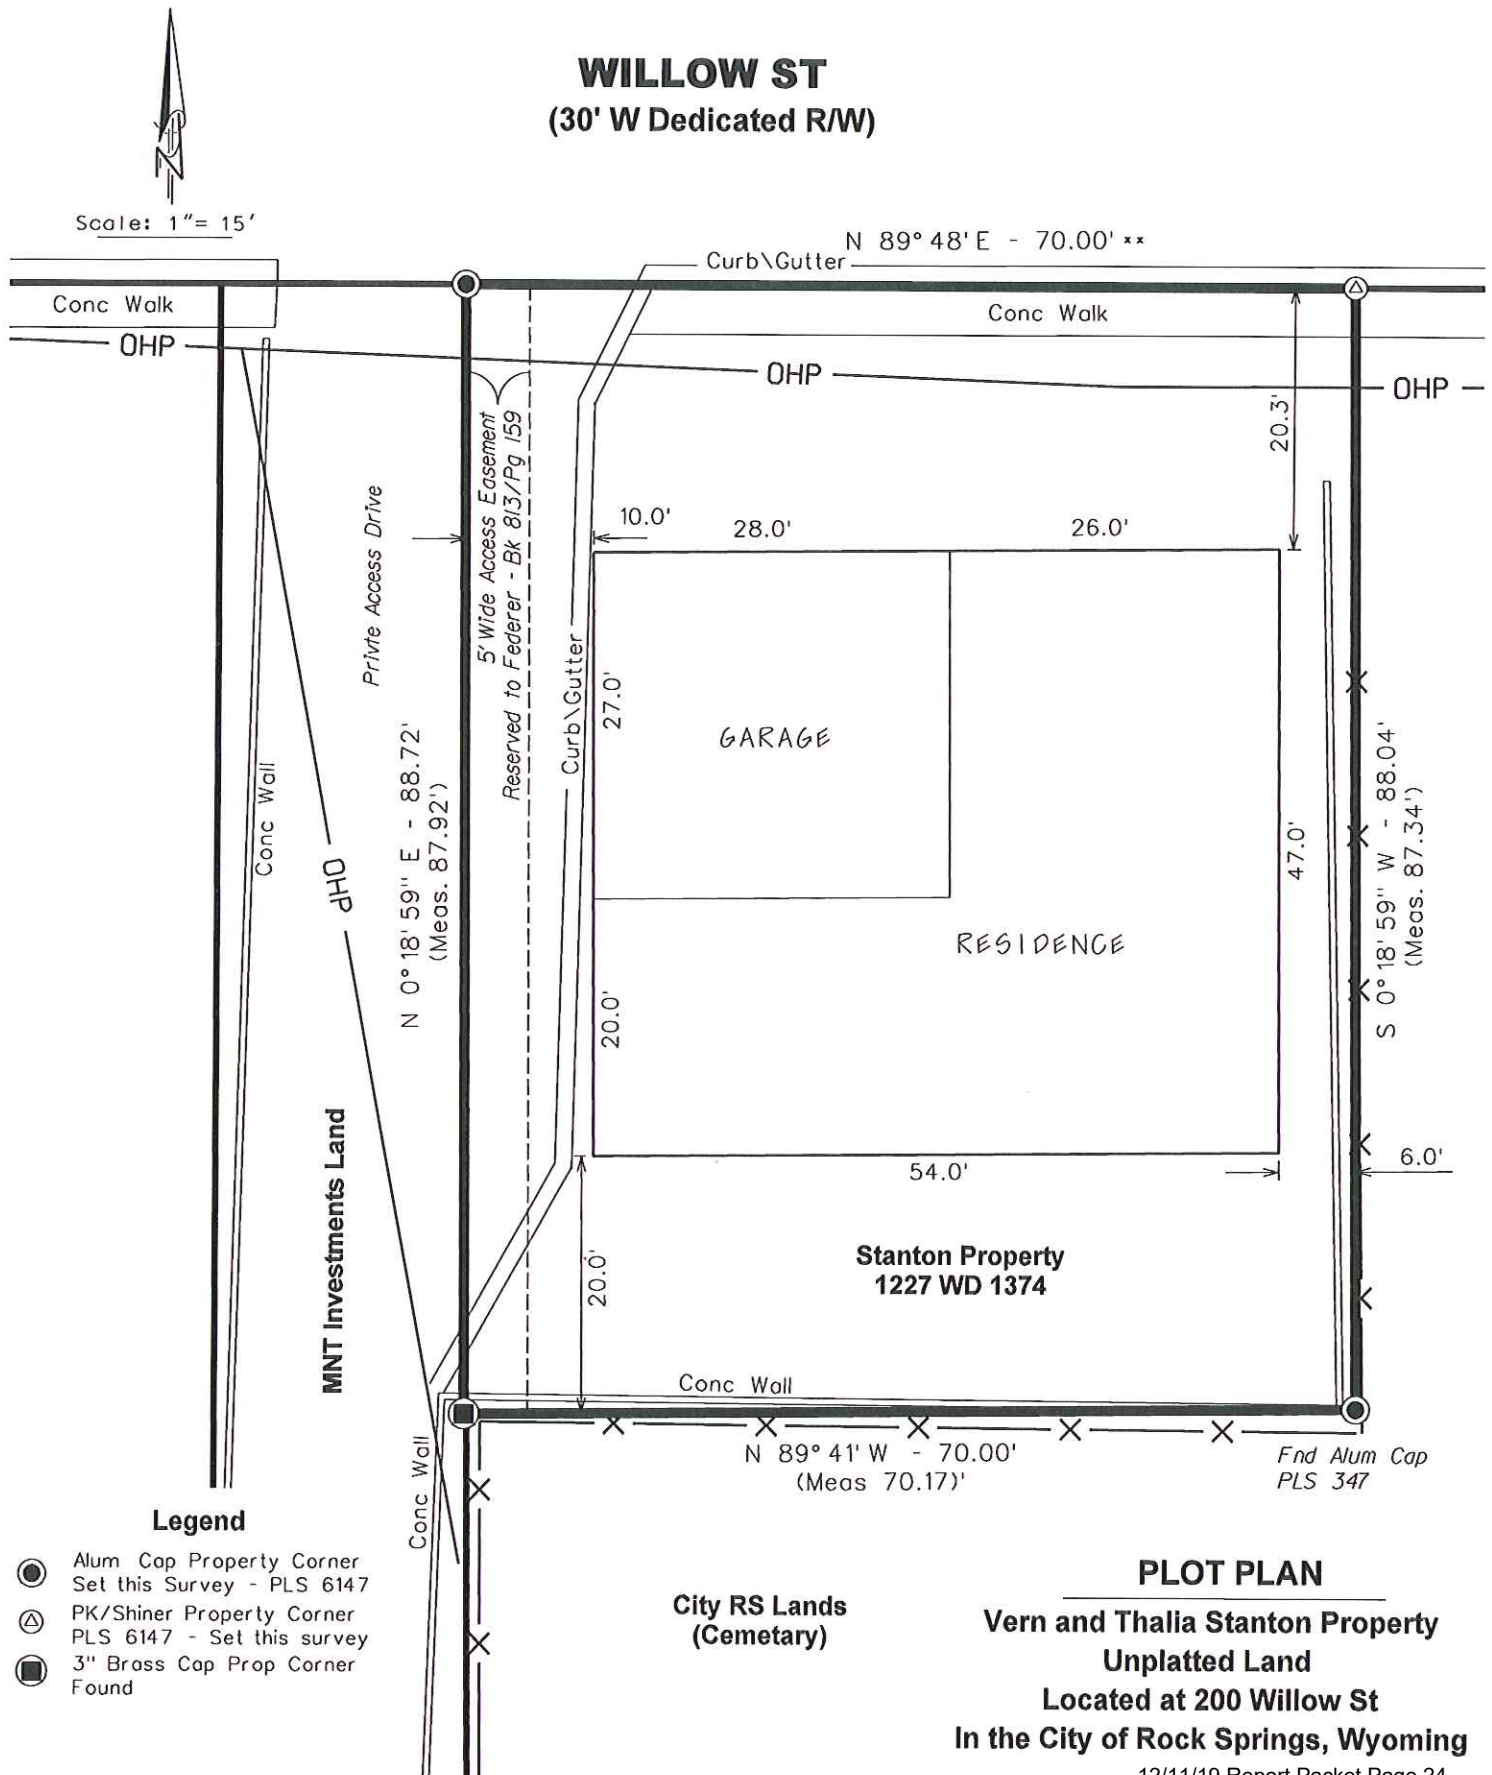 WILLOW ST
(30' W Dedicated R/W)
Scale: 1"= 15'
N 89° 48' E - 70.00' **
Curb\Gutter
Conc Walk
Conc Walk
OHP
OHP
OHP
20.3'
5' Wide Access Easement
Reserved to Federer - Bk 813/Pg 159
Privte Access Drive
10.0'
28.0'
26.0'
Curb\Gutter
27.0'
GARAGE
N 0° 18' 59" E - 88.72'
(Meas. 87.92')
Conc Wall
OHP
47.0'
S 0° 18' 59" W - 88.04'
(Meas. 87.34')
RESIDENCE
20.0'
54.0'
6.0'
MNT Investments Land
20.0'
Stanton Property
1227 WD 1374
Conc Wall
Conc Wall
N 89° 41' W - 70.00'
(Meas 70.17)'
Fnd Alum Cap
PLS 347
Legend
Alum Cap Property Corner
Set this Survey - PLS 6147
PK/Shiner Property Corner
PLS 6147 - Set this survey
3" Brass Cap Prop Corner
Found
City RS Lands
(Cemetary)
PLOT PLAN
Vern and Thalia Stanton Property
Unplatted Land
Located at 200 Willow St
In the City of Rock Springs, Wyoming
12/11/19 Report Packet Page 24